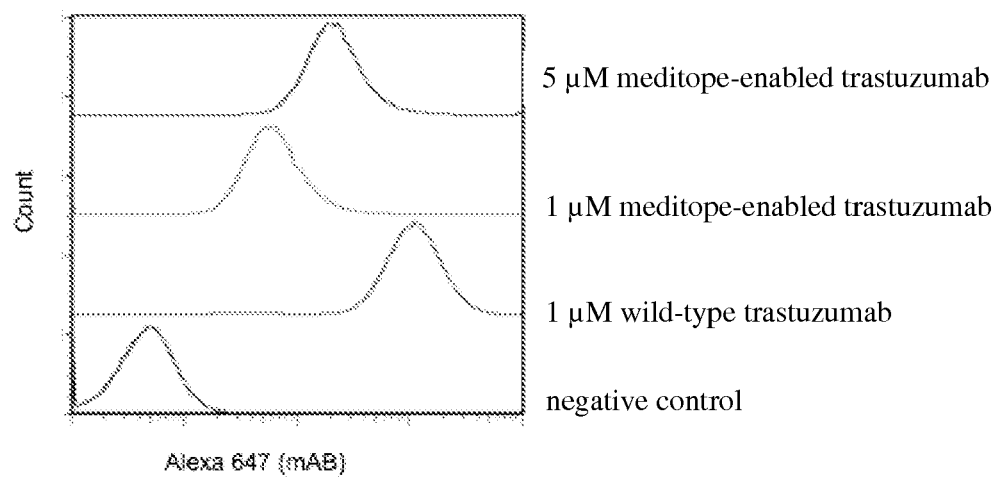 5 µM meditope-enabled trastuzumab
1 µM meditope-enabled trastuzumab
1 µM wild-type trastuzumab
negative control
Count
Alexa 647 (mAB)